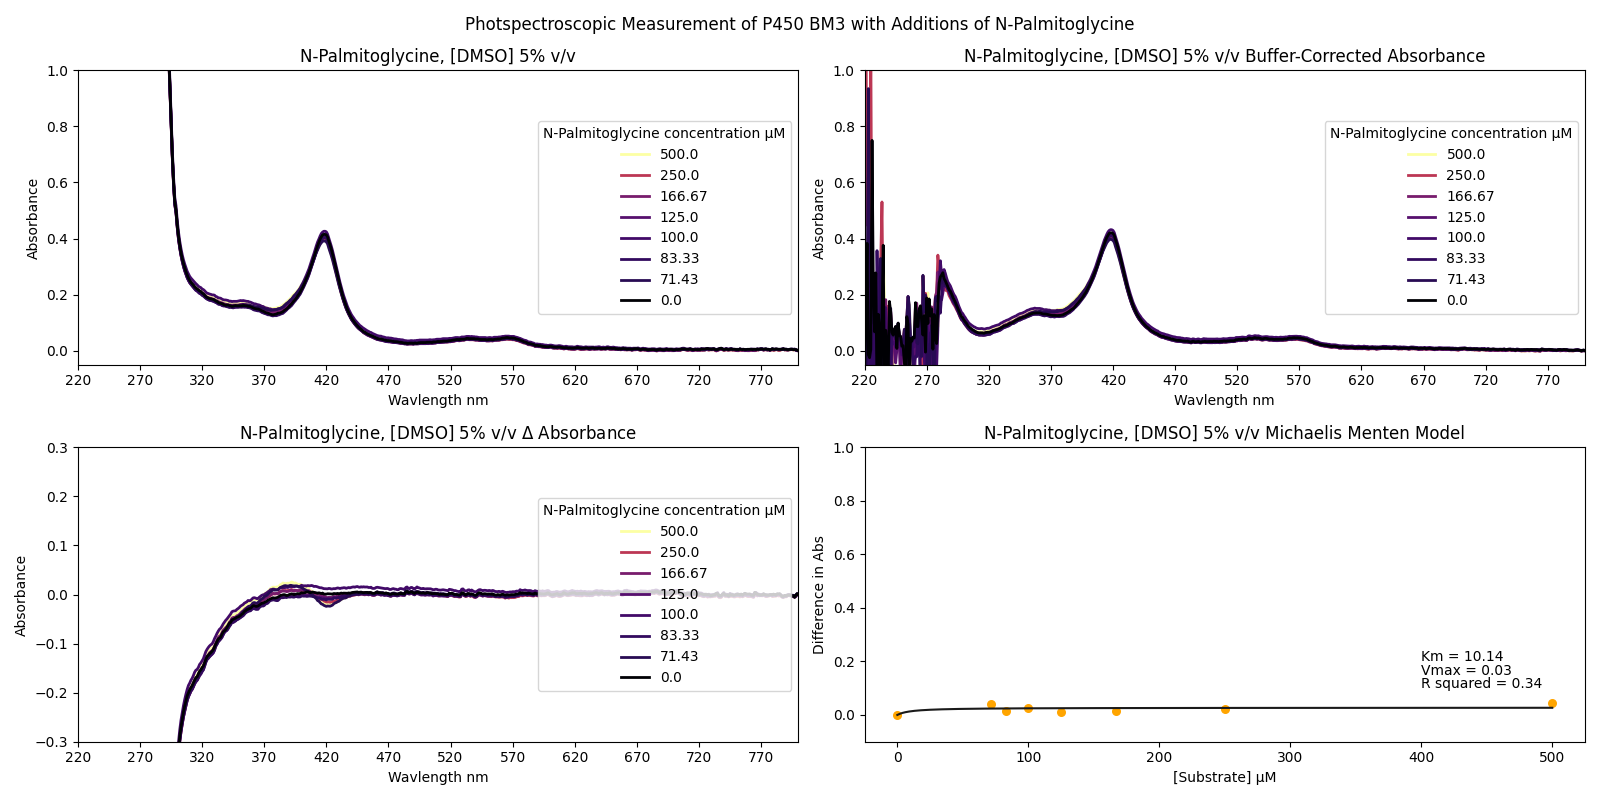 Photspectroscopic Measurement of P450 BM3 with Additions of N-Palmitoglycine
N-Palmitoglycine, [DMSO] 5% v/v
1.0
0.8
0.6
0.4
0.2
0.0
Absorbance
N-Palmitoglycine concentration μM
500.0
250.0
166.67
125.0
100.0
83.33
71.43
0.0
220 270 320 370 420 470 520 570 620 670 720 770
Wavlength nm
N-Palmitoglycine, [DMSO] 5% v/v Buffer-Corrected Absorbance
1.0
0.8
0.6
0.4
0.2
0.0
Absorbance
N-Palmitoglycine concentration μM
500.0
250.0
166.67
125.0
100.0
83.33
71.43
0.0
220 270 320 370 420 470 520 570 620 670 720 770
Wavlength nm
N-Palmitoglycine, [DMSO] 5% v/v Δ Absorbance
0.3
0.2
0.1
0.0
−0.1
−0.2
−0.3
Absorbance
N-Palmitoglycine concentration μM
500.0
250.0
166.67
125.0
100.0
83.33
71.43
0.0
220 270 320 370 420 470 520 570 620 670 720 770
Wavlength nm
N-Palmitoglycine, [DMSO] 5% v/v Michaelis Menten Model
1.0
0.8
0.6
0.4
0.2
0.0
Difference in Abs
Km = 10.14
Vmax = 0.03
R squared = 0.34
0 100 200 300 400 500
[Substrate] μM